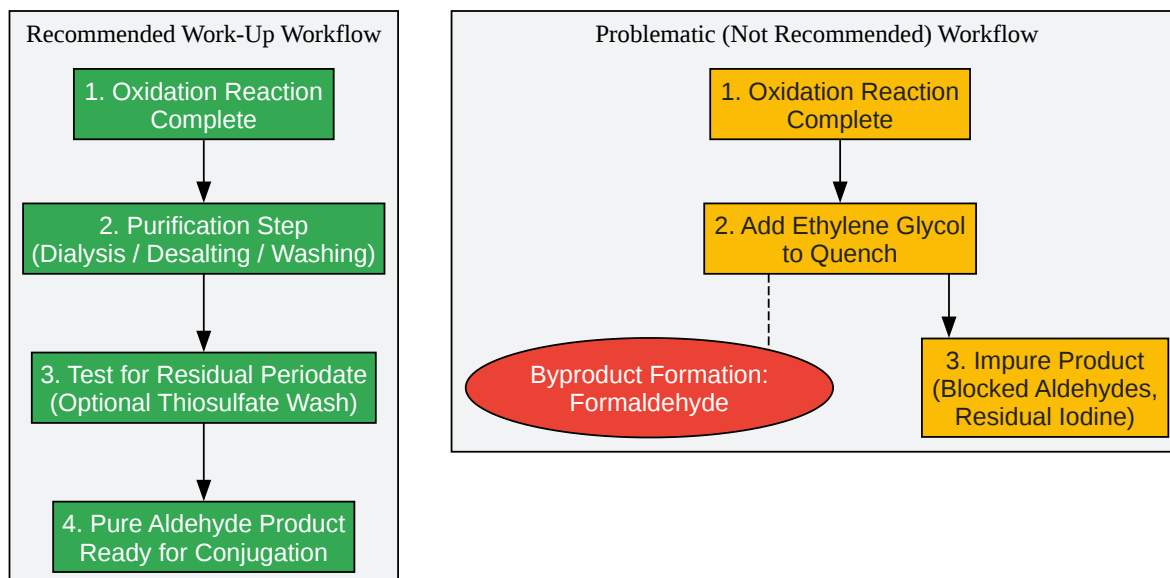 Recommended Work-Up Workflow
1. Oxidation Reaction
Complete
2. Purification Step
(Dialysis / Desalting / Washing)
3. Test for Residual Periodate
(Optional Thiosulfate Wash)
4. Pure Aldehyde Product
Ready for Conjugation
Problematic (Not Recommended) Workflow
1. Oxidation Reaction
Complete
2. Add Ethylene Glycol
to Quench
Byproduct Formation:
Formaldehyde
3. Impure Product
(Blocked Aldehydes,
Residual Iodine)